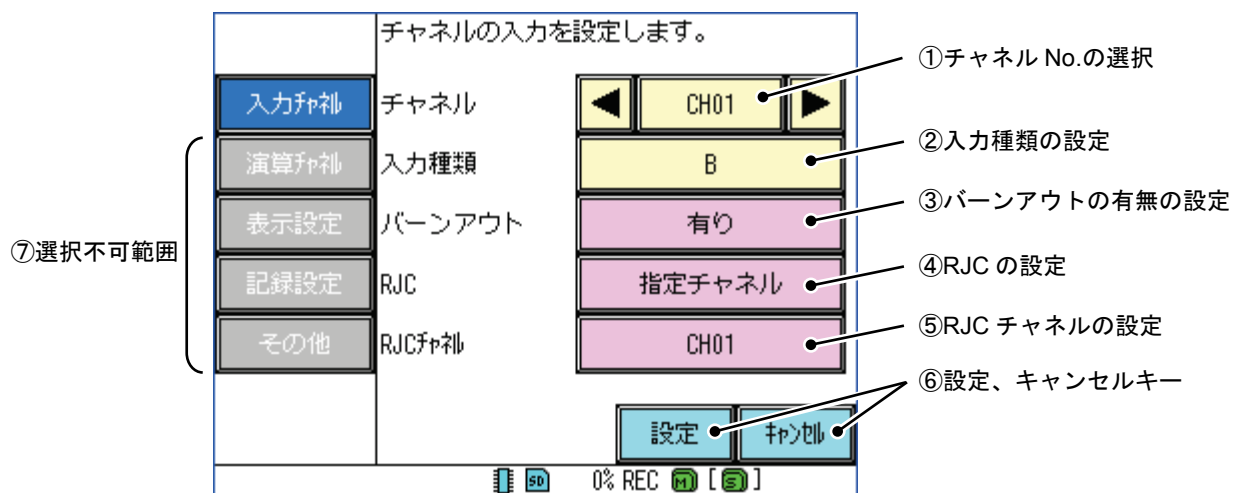 チャネルの入力を設定します。
①チャネル No.の選択
入力ﾁｬﾈﾙ チャネル ◀ CH01 ▶
②入力種類の設定
演算ﾁｬﾈﾙ 入力種類 B
③バーンアウトの有無の設定
表示設定 バーンアウト 有り
⑦選択不可範囲
④RJC の設定
記録設定 RJC 指定チャネル
⑤RJC チャネルの設定
その他 RJCﾁｬﾈﾙ CH01
⑥設定、キャンセルキー
設定 ｷｬﾝｾﾙ
SD 0% REC M [S]